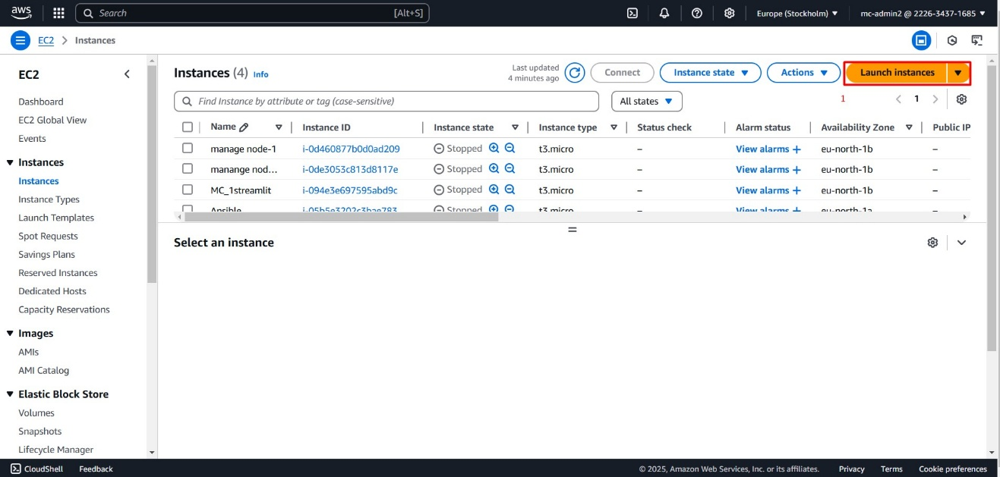 aws
Search [Alt+S]
Europe (Stockholm) ▼ mc-admin2 @ 2226-3437-1685 ▼
EC2 > Instances
EC2
Dashboard
EC2 Global View
Events
Instances
Instances
Instance Types
Launch Templates
Spot Requests
Savings Plans
Reserved Instances
Dedicated Hosts
Capacity Reservations
Images
AMIs
AMI Catalog
Elastic Block Store
Volumes
Snapshots
Lifecycle Manager
Instances (4) Info
Last updated
4 minutes ago
Connect Instance state Actions Launch instances
1
Find Instance by attribute or tag (case-sensitive) All states 1
Name Instance ID Instance state Instance type Status check Alarm status Availability Zone Public IP
manage node-1 i-0d460877b0d0ad209 Stopped t3.micro – View alarms + eu-north-1b –
manange nod... i-0de3053c813d8117e Stopped t3.micro – View alarms + eu-north-1b –
MC_1streamlit i-094e3e697595abd9c Stopped t3.micro – View alarms + eu-north-1b –
Ansible i-05b5e3202c3bae783 Stopped t3.micro – View alarms + eu-north-1a –
Select an instance
CloudShell Feedback © 2025, Amazon Web Services, Inc. or its affiliates. Privacy Terms Cookie preferences